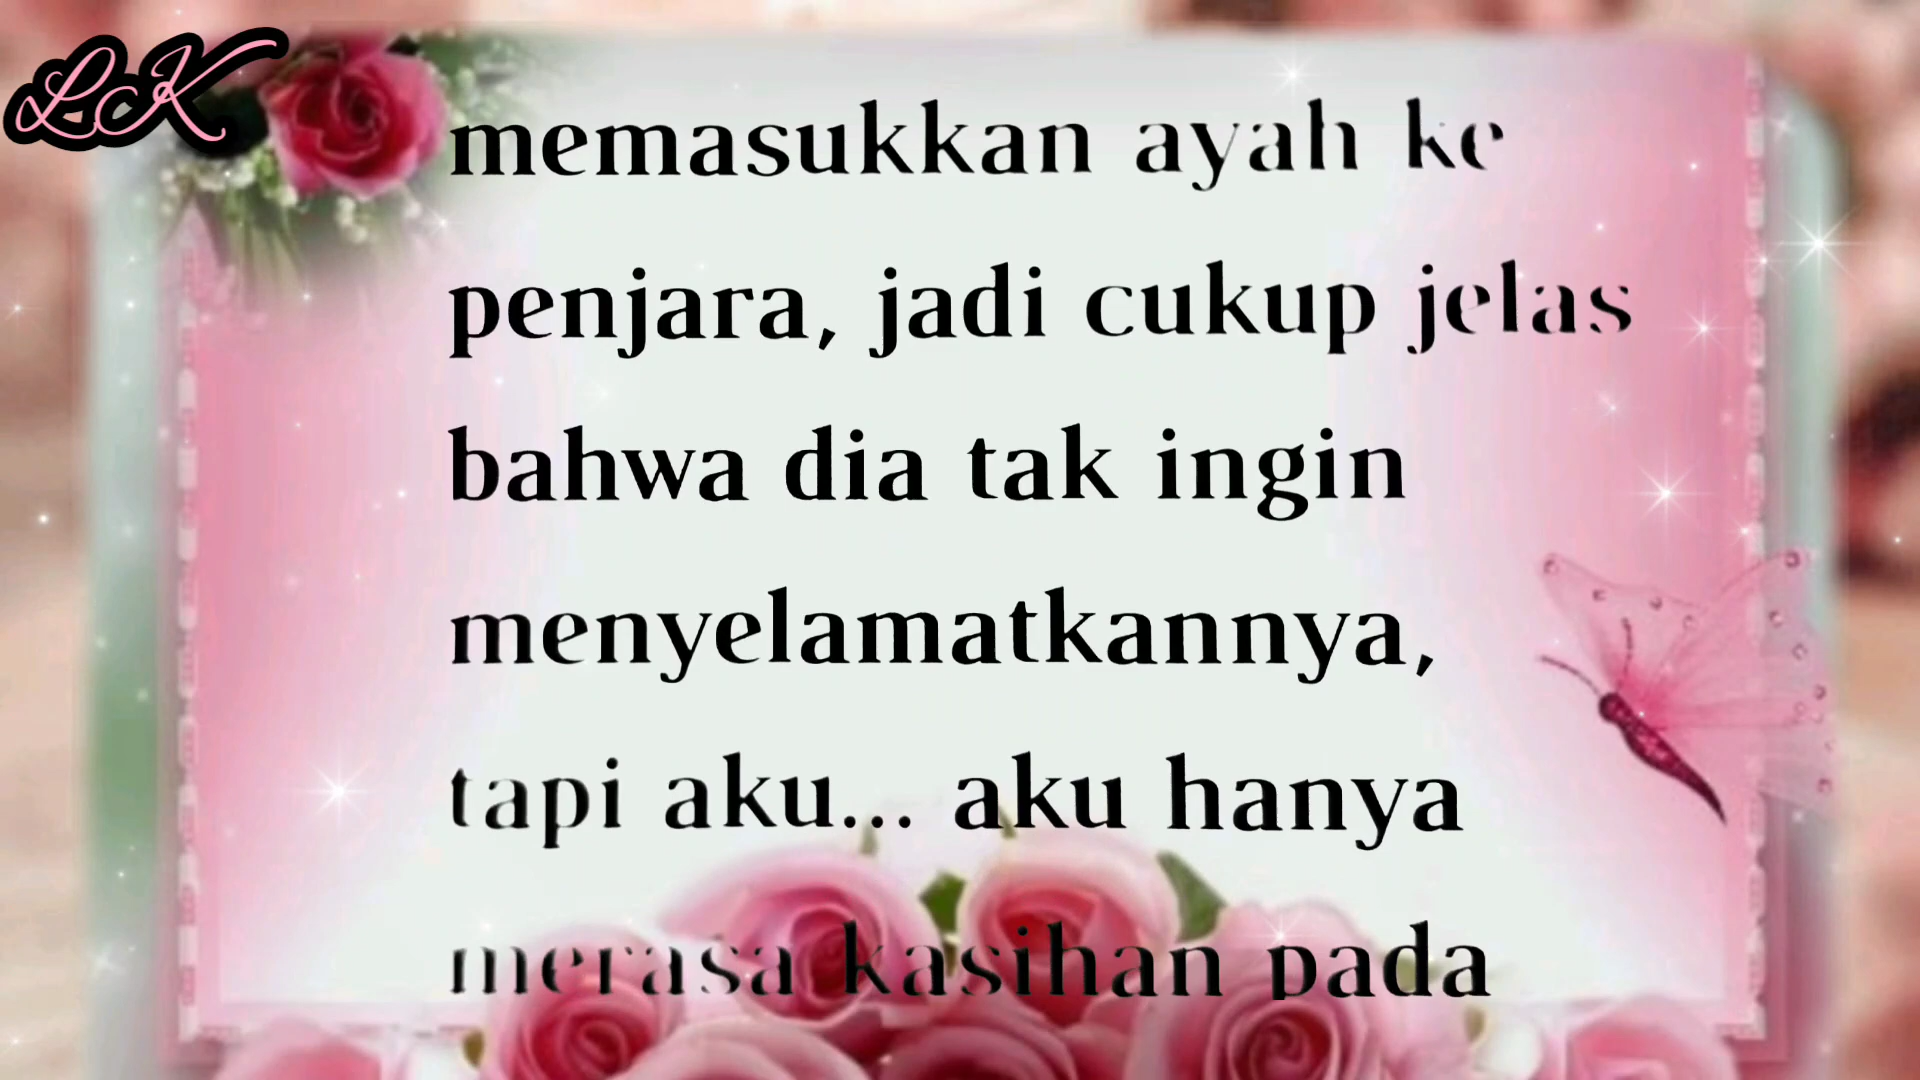 LK
memasukkan ayah ke
penjara, jadi cukup jelas
bahwa dia tak ingin
menyelamatkannya,
tapi aku... aku hanya
merasa kasihan pada